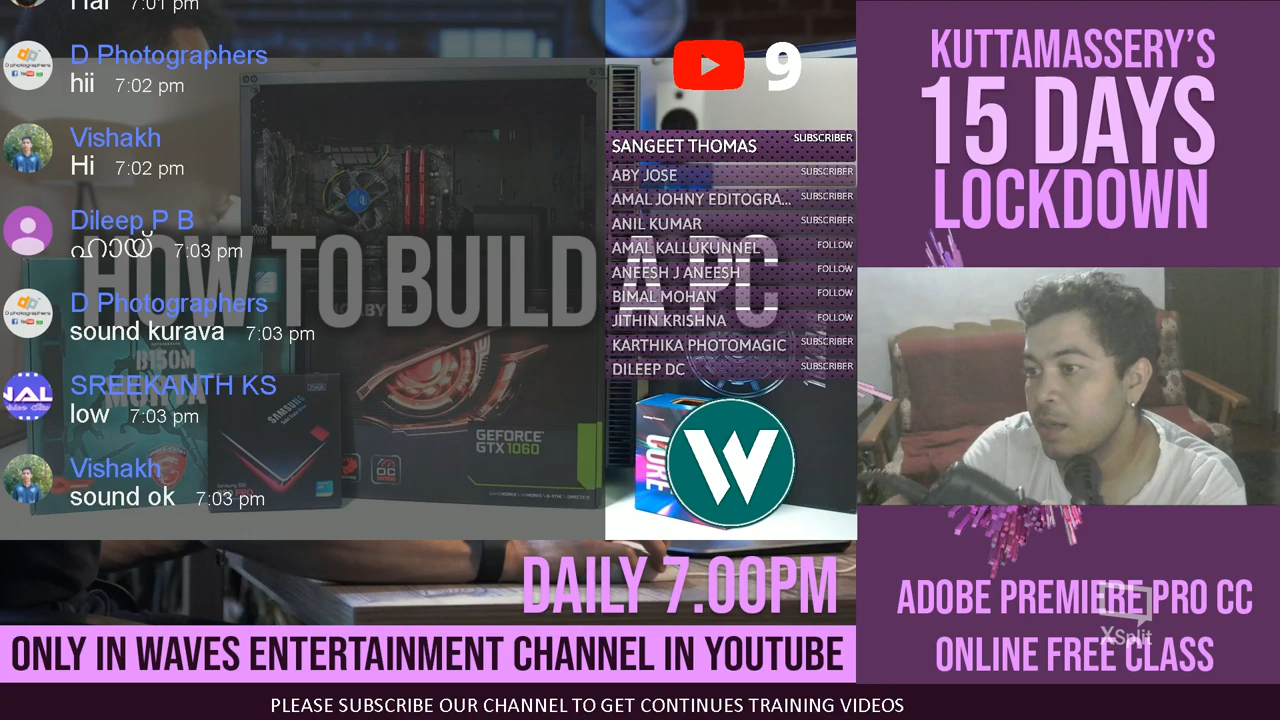 7:01 pm
D Photographers
hii 7:02 pm
Vishakh
Hi 7:02 pm
Dileep P B
ഹായ് 7:03 pm
D Photographers
sound kurava 7:03 pm
SREEKANTH KS
low 7:03 pm
Vishakh
sound ok 7:03 pm
HOW TO BUILD A PC
B150M
SAMSUNG
GEFORCE
GTX 1060
9
SANGEET THOMAS SUBSCRIBER
ABY JOSE SUBSCRIBER
AMAL JOHNY EDITOGRA... SUBSCRIBER
ANIL KUMAR SUBSCRIBER
AMAL KALLUKUNNEL FOLLOW
ANEESH J ANEESH FOLLOW
BIMAL MOHAN FOLLOW
JITHIN KRISHNA FOLLOW
KARTHIKA PHOTOMAGIC SUBSCRIBER
DILEEP DC SUBSCRIBER
W
DAILY 7.00PM
ONLY IN WAVES ENTERTAINMENT CHANNEL IN YOUTUBE
KUTTAMASSERY'S
15 DAYS
LOCKDOWN
ADOBE PREMIERE PRO CC
XSplit
ONLINE FREE CLASS
PLEASE SUBSCRIBE OUR CHANNEL TO GET CONTINUES TRAINING VIDEOS